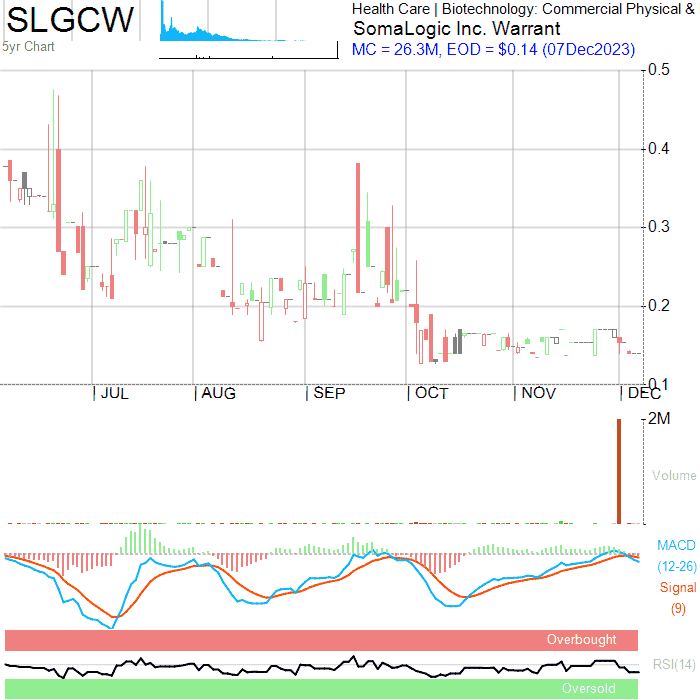 SLGCW
5yr Chart
Health Care | Biotechnology: Commercial Physical &
SomaLogic Inc. Warrant
MC = 26.3M, EOD = $0.14 (07Dec2023)
0.5
0.4
0.3
0.2
0.1
JUL AUG SEP OCT NOV DEC
2M
Volume
MACD
(12-26)
Signal
(9)
Overbought
RSI(14)
Oversold